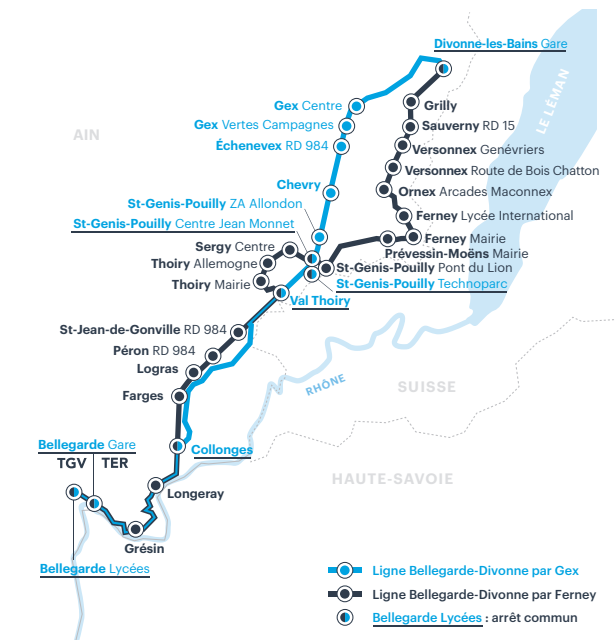 Divonne-les-Bains Gare
LE LÉMAN
Gex Centre
Grilly
AIN
Gex Vertes Campagnes
Sauverny RD 15
Échenevex RD 984
Versonnex Genévriers
Versonnex Route de Bois Chatton
Chevry
Ornex Arcades Maconnex
St-Genis-Pouilly ZA Allondon
Ferney Lycée International
St-Genis-Pouilly Centre Jean Monnet
Ferney Mairie
Sergy Centre
Prévessin-Moëns Mairie
Thoiry Allemogne
St-Genis-Pouilly Pont du Lion
Thoiry Mairie
St-Genis-Pouilly Technoparc
Val Thoiry
St-Jean-de-Gonville RD 984
Péron RD 984
Logras
RHÔNE
SUISSE
Farges
Bellegarde Gare
Collonges
TGV
TER
HAUTE-SAVOIE
Longeray
Grésin
Bellegarde Lycées
Ligne Bellegarde-Divonne par Gex
Ligne Bellegarde-Divonne par Ferney
Bellegarde Lycées : arrêt commun